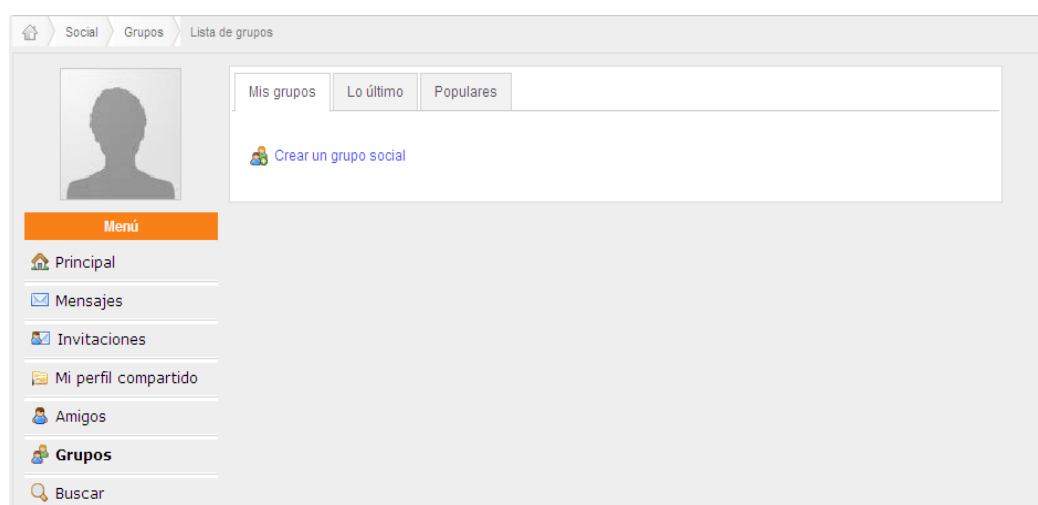 Social Grupos Lista de grupos
Mis grupos Lo último Populares
Crear un grupo social
Menú
Principal
Mensajes
Invitaciones
Mi perfil compartido
Amigos
Grupos
Buscar